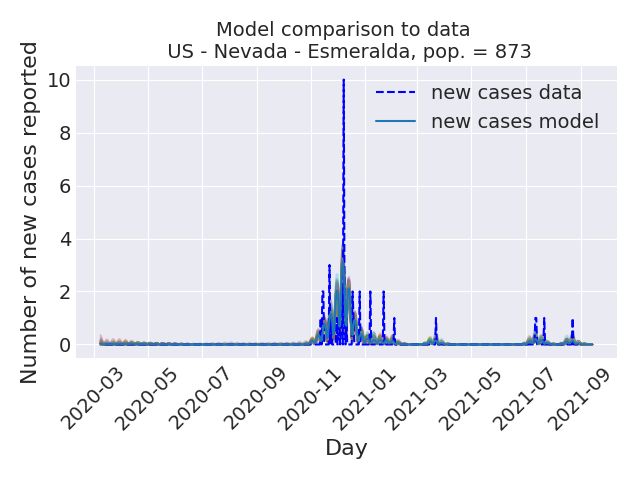 Model comparison to data
US - Nevada - Esmeralda, pop. = 873
Number of new cases reported
10
8
6
4
2
0
new cases data
new cases model
2020-03
2020-05
2020-07
2020-09
2020-11
2021-01
2021-03
2021-05
2021-07
2021-09
Day